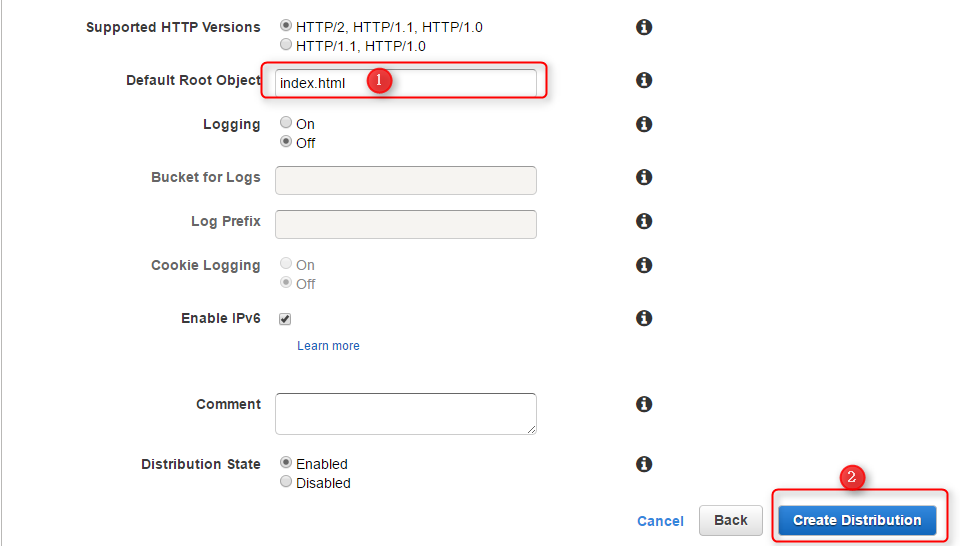 Supported HTTP Versions HTTP/2, HTTP/1.1, HTTP/1.0
HTTP/1.1, HTTP/1.0
Default Root Object index.html 1
Logging On
Off
Bucket for Logs
Log Prefix
Cookie Logging On
Off
Enable IPv6
Learn more
Comment
Distribution State Enabled
Disabled
2
Cancel Back Create Distribution